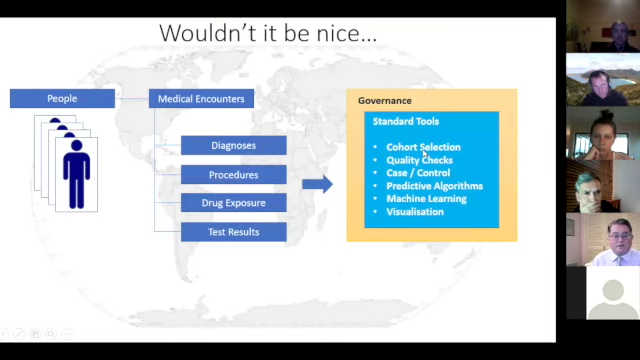 Wouldn't it be nice...
People
Medical Encounters
Diagnoses
Procedures
Drug Exposure
Test Results
Governance
Standard Tools
• Cohort Selection
• Quality Checks
• Case / Control
• Predictive Algorithms
• Machine Learning
• Visualisation